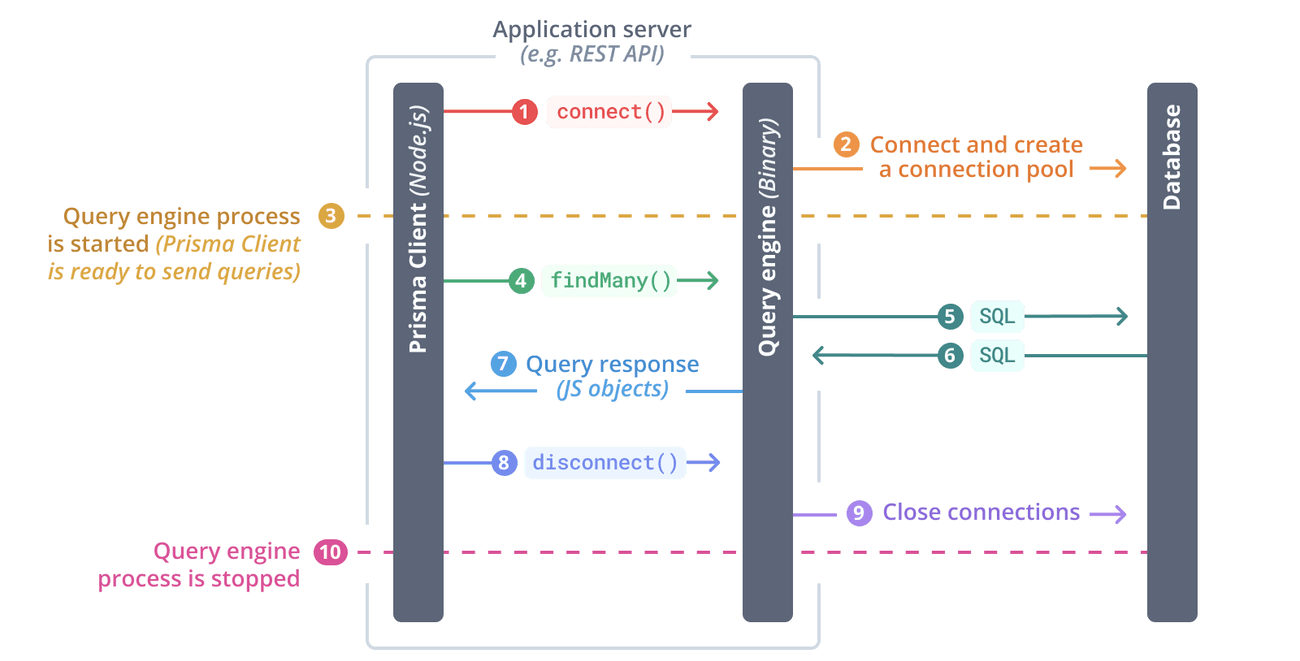 Application server
(e.g. REST API)
Prisma Client (Node.js)
Query engine (Binary)
Database
1 connect()
2 Connect and create
a connection pool
Query engine process 3
is started (Prisma Client
is ready to send queries)
4 findMany()
5 SQL
6 SQL
7 Query response
(JS objects)
8 disconnect()
9 Close connections
Query engine 10
process is stopped